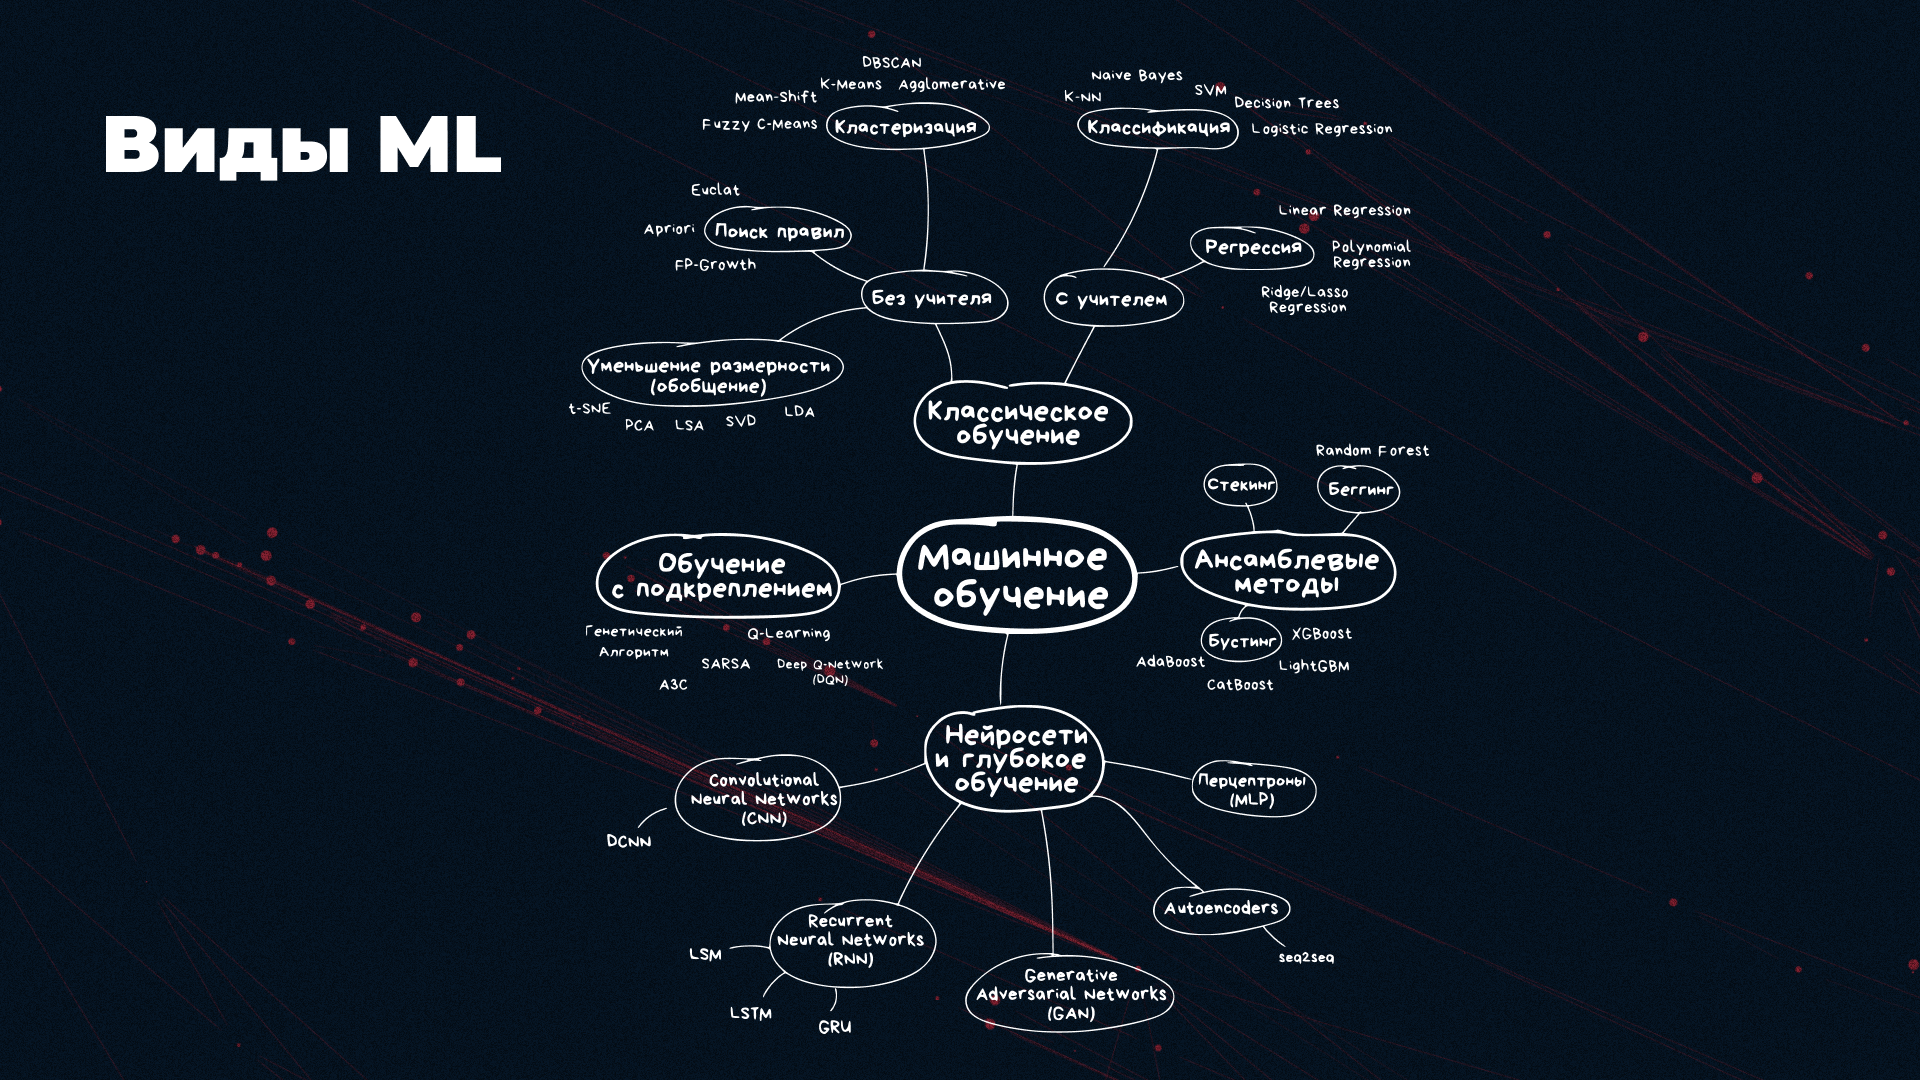 Виды ML
DBSCAN
K-Means
Agglomerative
Mean-Shift
Fuzzy C-Means
Кластеризация
Naive Bayes
K-NN
SVM
Decision Trees
Классификация
Logistic Regression
Euclat
Apriori
Поиск правил
FP-Growth
Linear Regression
Регрессия
Polynomial
Regression
Ridge/Lasso
Regression
Без учителя
С учителем
Уменьшение размерности
(обобщение)
t-SNE
PCA
LSA
SVD
LDA
Классическое
обучение
Random Forest
Стекинг
Беггинг
Обучение
с подкреплением
Машинное
обучение
Ансамблевые
методы
Генетический
Алгоритм
Q-Learning
SARSA
Deep Q-Network
(DQN)
A3C
Бустинг
XGBoost
AdaBoost
LightGBM
CatBoost
Нейросети
и глубокое
обучение
Convolutional
Neural Networks
(CNN)
DCNN
Перцептроны
(MLP)
Recurrent
Neural Networks
(RNN)
LSM
LSTM
GRU
Autoencoders
seq2seq
Generative
Adversarial Networks
(GAN)